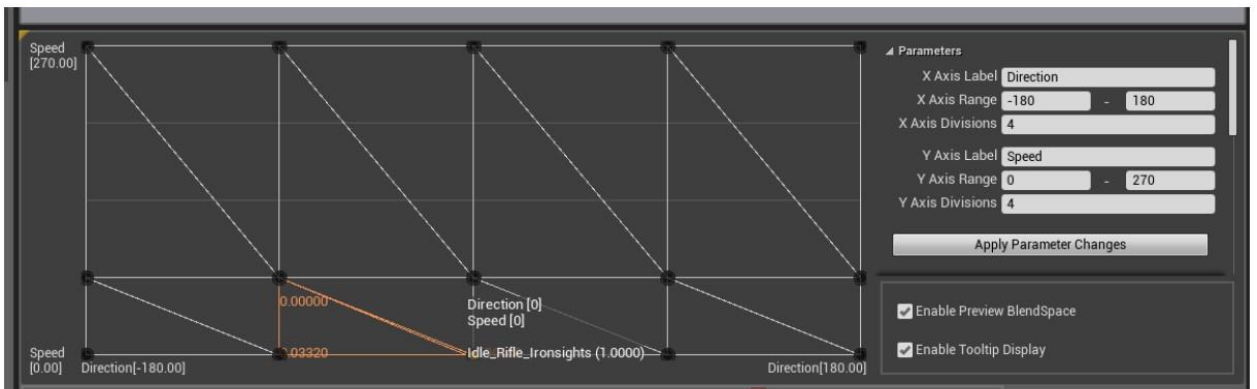 Speed
[270.00]
Parameters
X Axis Label Direction
X Axis Range -180 - 180
X Axis Divisions 4
Y Axis Label Speed
Y Axis Range 0 - 270
Y Axis Divisions 4
Apply Parameter Changes
0.00000
Direction [0]
Speed [0]
Enable Preview BlendSpace
0.03320
Idle_Rifle_Ironsights (1.0000)
Enable Tooltip Display
Speed
[0.00]
Direction[-180.00]
Direction[180.00]